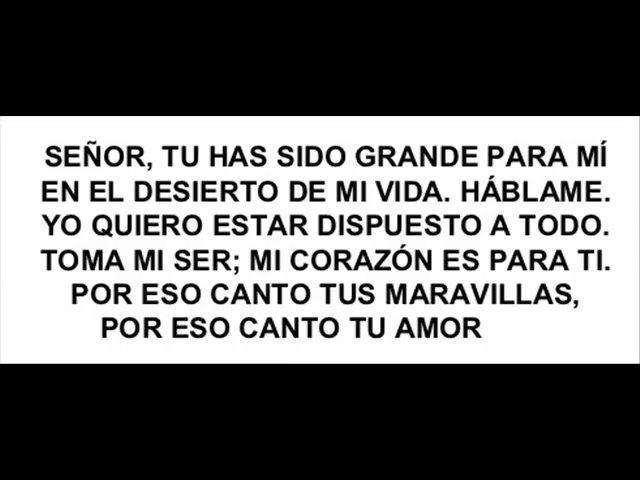 SEÑOR, TU HAS SIDO GRANDE PARA MÍ
EN EL DESIERTO DE MI VIDA. HÁBLAME.
YO QUIERO ESTAR DISPUESTO A TODO.
TOMA MI SER; MI CORAZÓN ES PARA TI.
POR ESO CANTO TUS MARAVILLAS,
POR ESO CANTO TU AMOR